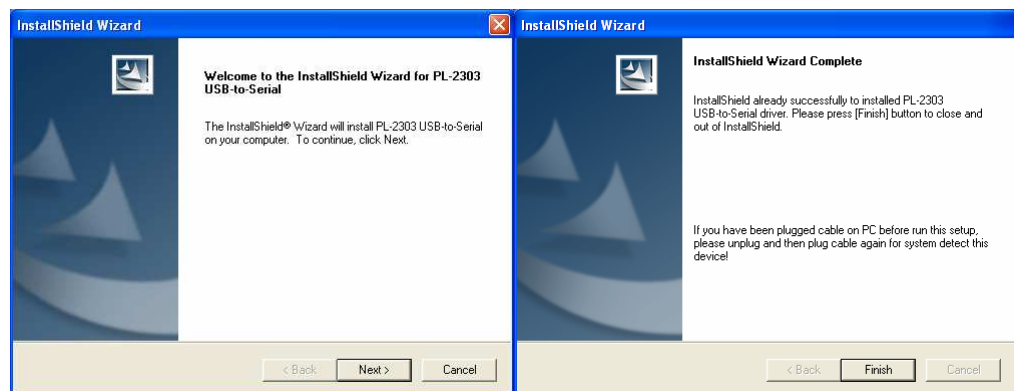 InstallShield Wizard
Welcome to the InstallShield Wizard for PL-2303
USB-to-Serial
The InstallShield® Wizard will install PL-2303 USB-to-Serial
on your computer. To continue, click Next.
< Back
Next >
Cancel
InstallShield Wizard
InstallShield Wizard Complete
InstallShield already successfully to installed PL-2303
USB-to-Serial driver. Please press [Finish] button to close and
out of InstallShield.
If you have been plugged cable on PC before run this setup,
please unplug and then plug cable again for system detect this
device!
< Back
Finish
Cancel